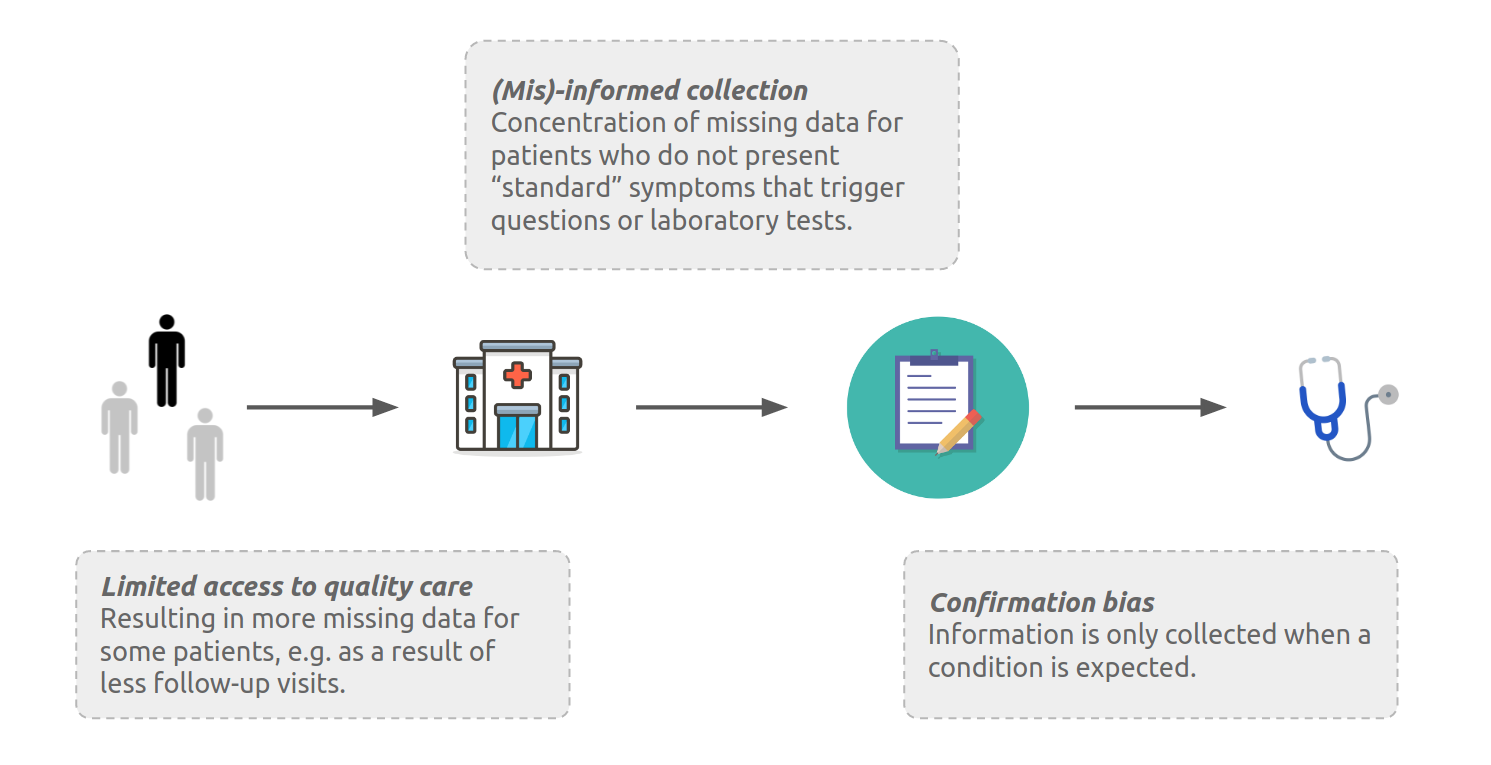 (Mis)-informed collection
Concentration of missing data for
patients who do not present
“standard” symptoms that trigger
questions or laboratory tests.
Limited access to quality care
Resulting in more missing data for
some patients, e.g. as a result of
less follow-up visits.
Confirmation bias
Information is only collected when a
condition is expected.